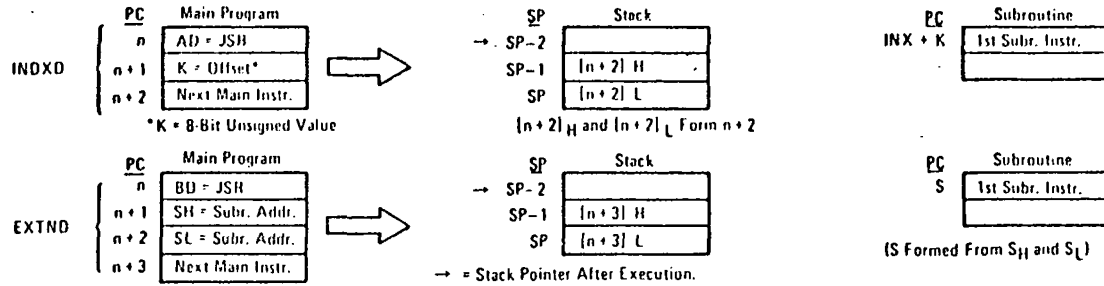 PC Main Program
n AD = JSR
INDXD n + 1 K = Offset*
n + 2 Next Main Instr.
*K = 8-Bit Unsigned Value
SP Stack
→ SP-2
SP-1 [n + 2] H
SP [n + 2] L
[n + 2] H and [n + 2] L Form n + 2
PC Subroutine
INX + K 1st Subr. Instr.
PC Main Program
n BD = JSR
n + 1 SH = Subr. Addr.
EXTND n + 2 SL = Subr. Addr.
n + 3 Next Main Instr.
SP Stack
→ SP-2
SP-1 [n + 3] H
SP [n + 3] L
→ = Stack Pointer After Execution.
PC Subroutine
S 1st Subr. Instr.
(S Formed From SH and SL)